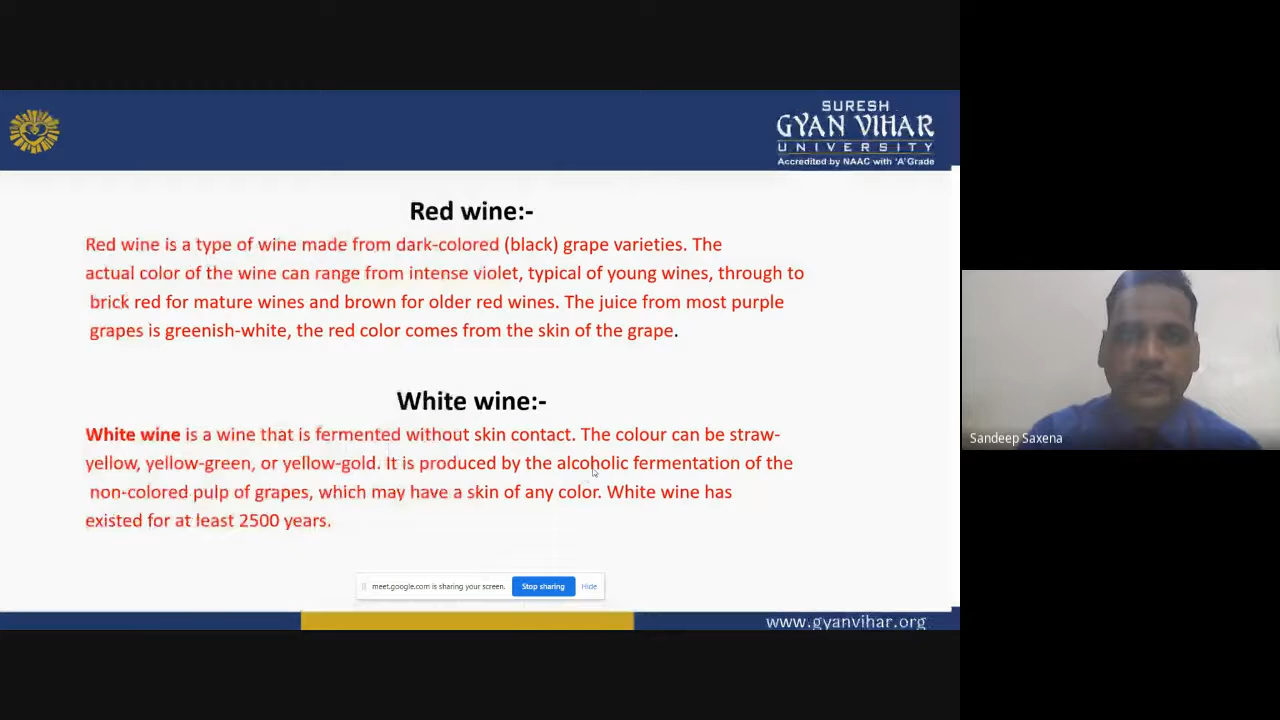 SURESH
GYAN VIHAR
UNIVERSITY
Accredited by NAAC with 'A'Grade
Red wine:-
Red wine is a type of wine made from dark-colored (black) grape varieties. The
actual color of the wine can range from intense violet, typical of young wines, through to
brick red for mature wines and brown for older red wines. The juice from most purple
grapes is greenish-white, the red color comes from the skin of the grape.
White wine:-
White wine is a wine that is fermented without skin contact. The colour can be straw-
yellow, yellow-green, or yellow-gold. It is produced by the alcoholic fermentation of the
non-colored pulp of grapes, which may have a skin of any color. White wine has
existed for at least 2500 years.
meet.google.com is sharing your screen. Stop sharing Hide
www.gyanvihar.org
Sandeep Saxena